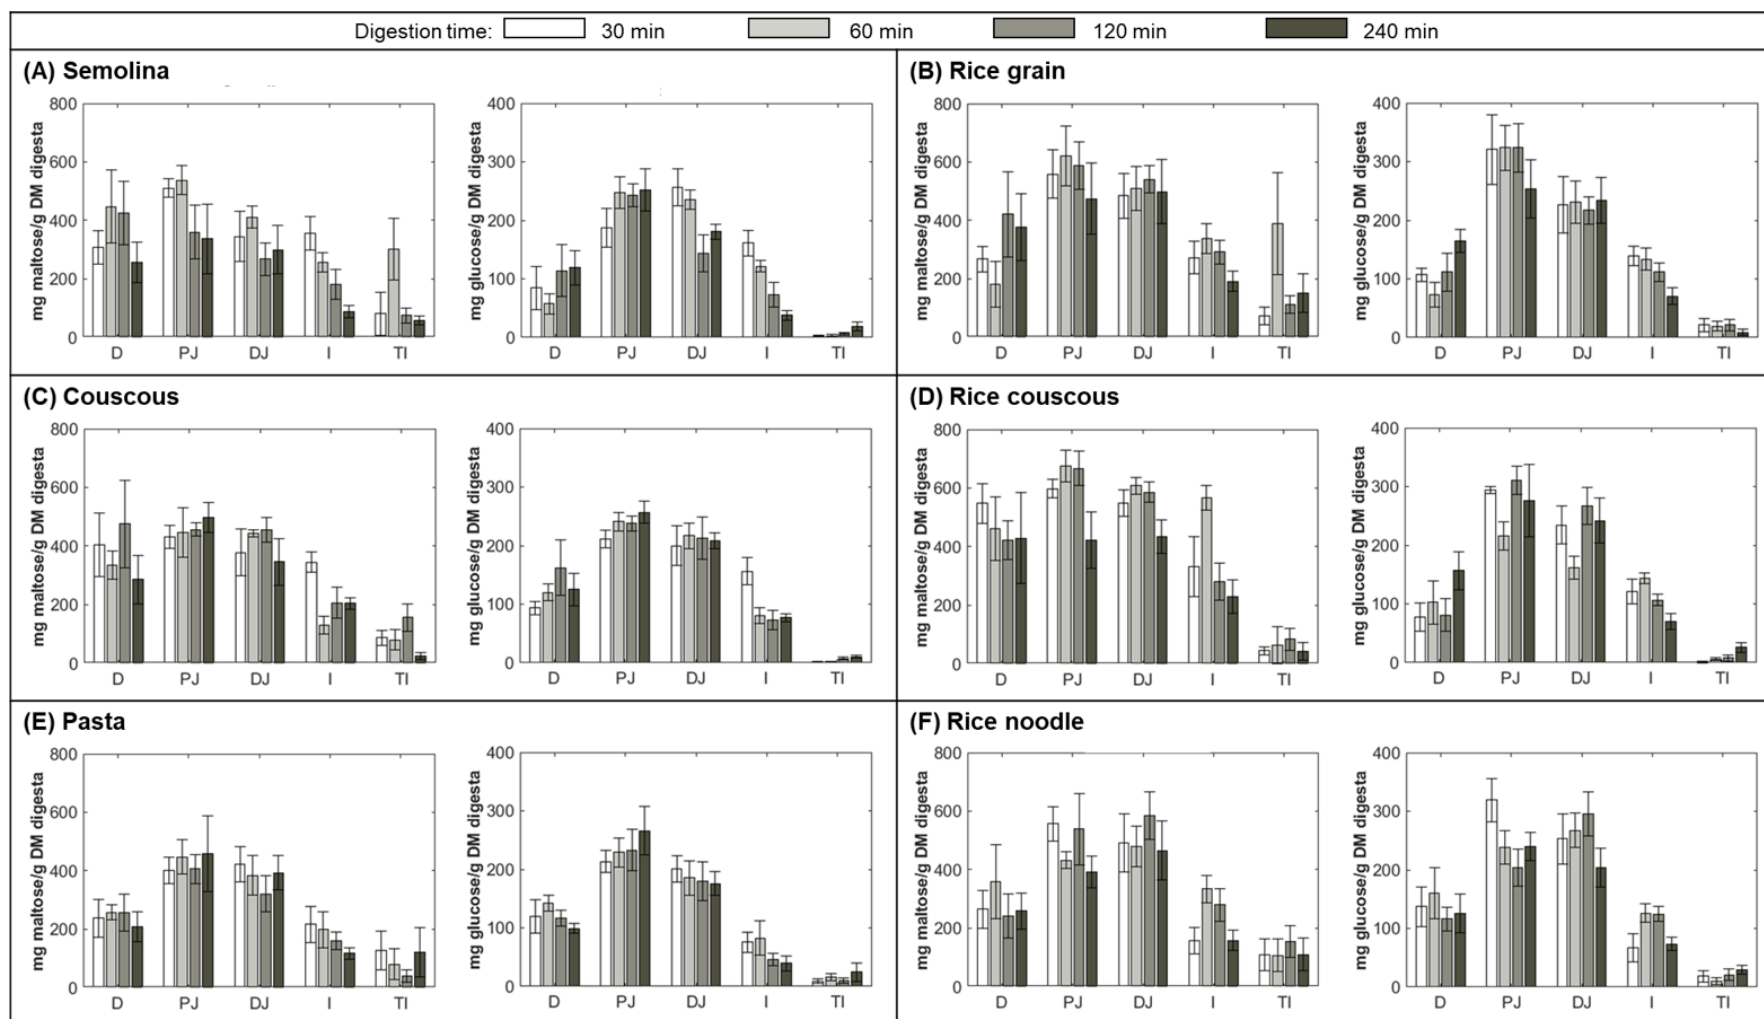 Digestion time: 30 min 60 min 120 min 240 min
(A) Semolina
mg maltose/g DM digesta
800
600
400
200
0
D PJ DJ I TI
mg glucose/g DM digesta
400
300
200
100
0
D PJ DJ I TI
(B) Rice grain
mg maltose/g DM digesta
800
600
400
200
0
D PJ DJ I TI
mg glucose/g DM digesta
400
300
200
100
0
D PJ DJ I TI
(C) Couscous
mg maltose/g DM digesta
800
600
400
200
0
D PJ DJ I TI
mg glucose/g DM digesta
400
300
200
100
0
D PJ DJ I TI
(D) Rice couscous
mg maltose/g DM digesta
800
600
400
200
0
D PJ DJ I TI
mg glucose/g DM digesta
400
300
200
100
0
D PJ DJ I TI
(E) Pasta
mg maltose/g DM digesta
800
600
400
200
0
D PJ DJ I TI
mg glucose/g DM digesta
400
300
200
100
0
D PJ DJ I TI
(F) Rice noodle
mg maltose/g DM digesta
800
600
400
200
0
D PJ DJ I TI
mg glucose/g DM digesta
400
300
200
100
0
D PJ DJ I TI